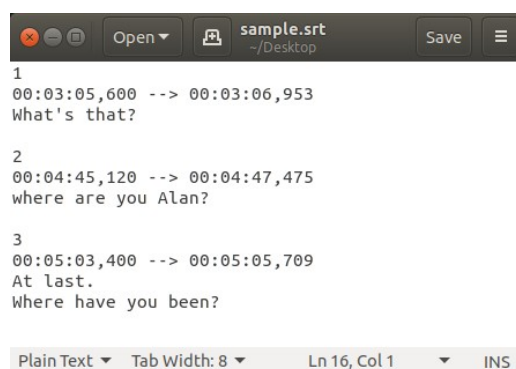 Open
sample.srt
~/Desktop
Save
1
00:03:05,600 --> 00:03:06,953
What's that?
2
00:04:45,120 --> 00:04:47,475
where are you Alan?
3
00:05:03,400 --> 00:05:05,709
At last.
Where have you been?
Plain Text Tab Width: 8 Ln 16, Col 1 INS